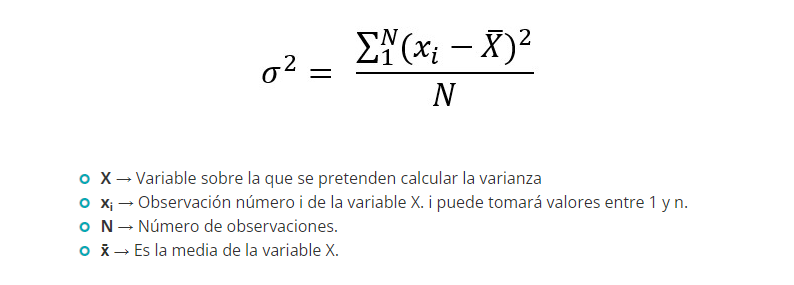 σ² = ∑₁ᴺ(xᵢ − X̄)² / N
X → Variable sobre la que se pretenden calcular la varianza
xᵢ → Observación número i de la variable X. i puede tomará valores entre 1 y n.
N → Número de observaciones.
x̄ → Es la media de la variable X.